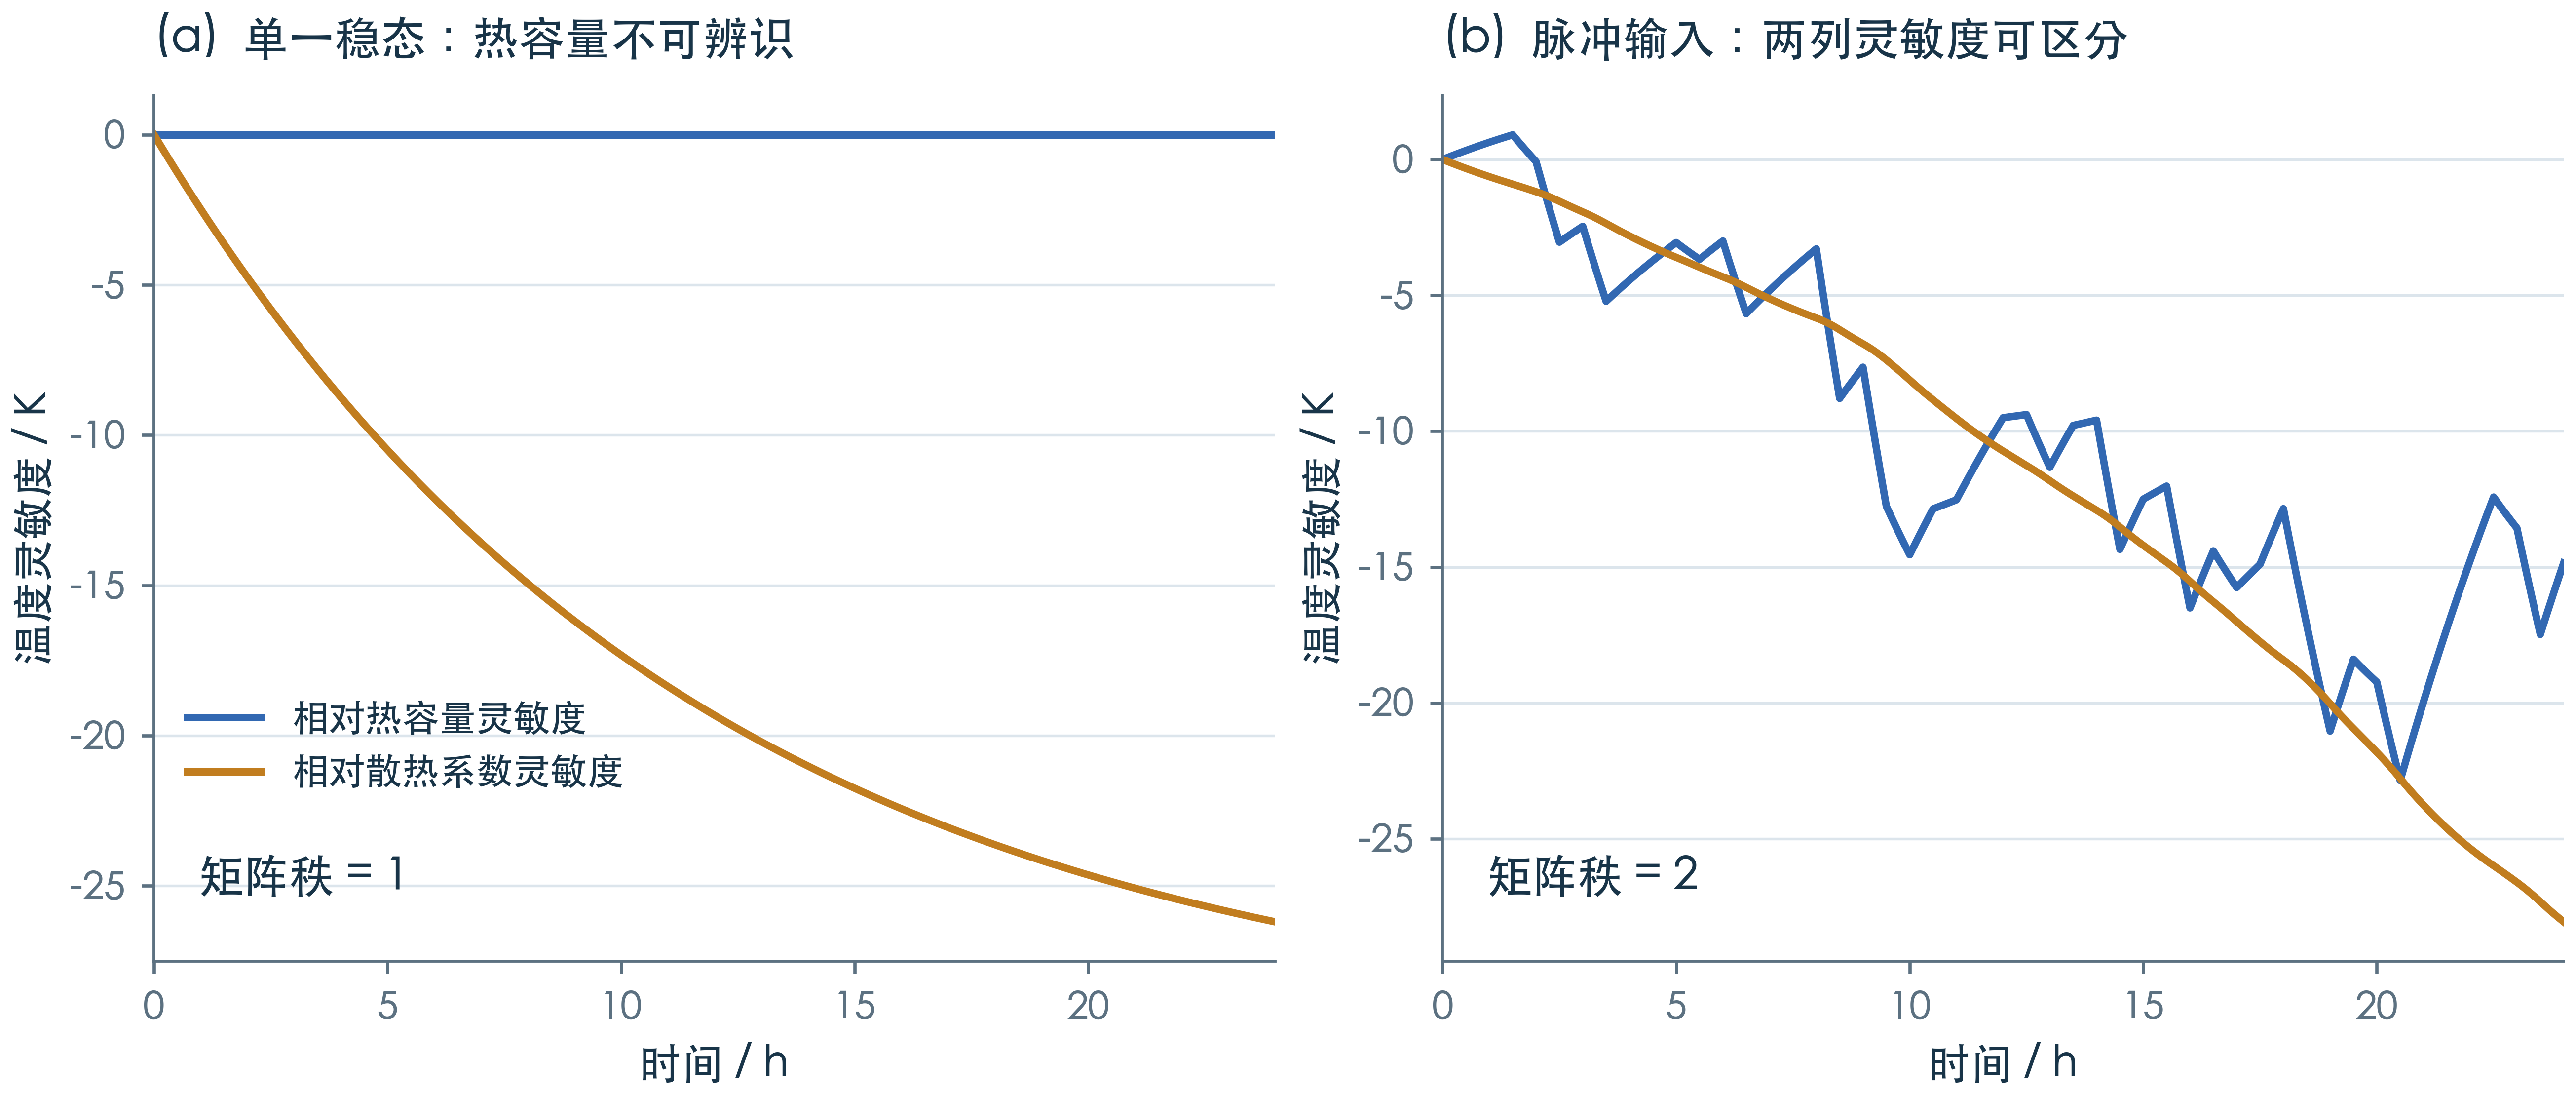 (a) 单一稳态：热容量不可辨识
温度灵敏度 / K
0
-5
-10
-15
-20
-25
相对热容量灵敏度
相对散热系数灵敏度
矩阵秩 = 1
0 5 10 15 20
时间 / h
(b) 脉冲输入：两列灵敏度可区分
温度灵敏度 / K
0
-5
-10
-15
-20
-25
矩阵秩 = 2
0 5 10 15 20
时间 / h